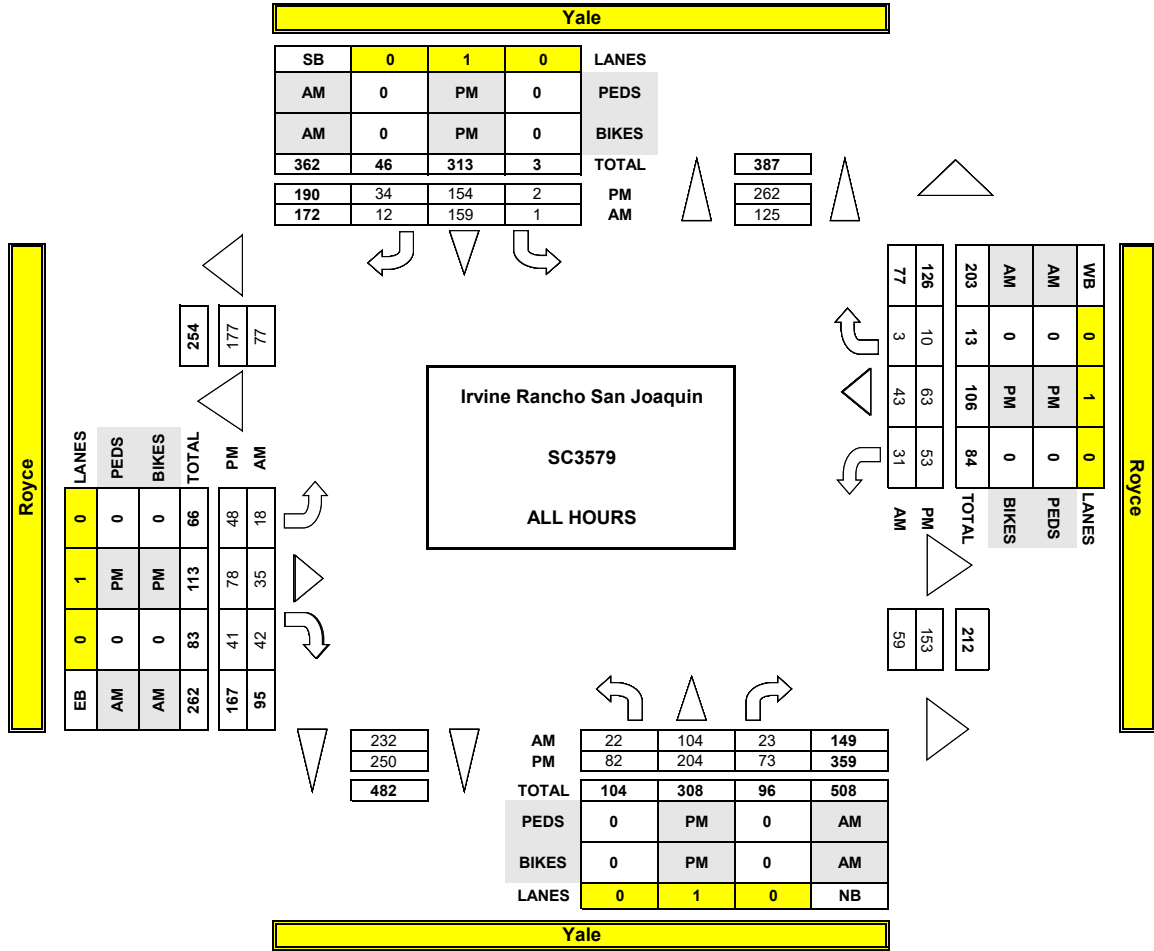 Yale
SB 0 1 0 LANES
AM 0 PM 0 PEDS
AM 0 PM 0 BIKES
362 46 313 3 TOTAL
190 34 154 2 PM
172 12 159 1 AM
387
262
125
254
177
77
Royce
LANES 0 1 0 EB
PEDS 0 PM 0 AM
BIKES 0 PM 0 AM
TOTAL 66 113 83 262
PM 48 78 41 167
AM 18 35 42 95
Irvine Rancho San Joaquin
SC3579
ALL HOURS
WB 0 1 0 LANES
AM 0 PM 0 PEDS
AM 0 PM 0 BIKES
203 13 106 84 TOTAL
126 10 63 53 PM
77 3 43 31 AM
Royce
212
153
59
232
250
482
AM 22 104 23 149
PM 82 204 73 359
TOTAL 104 308 96 508
PEDS 0 PM 0 AM
BIKES 0 PM 0 AM
LANES 0 1 0 NB
Yale